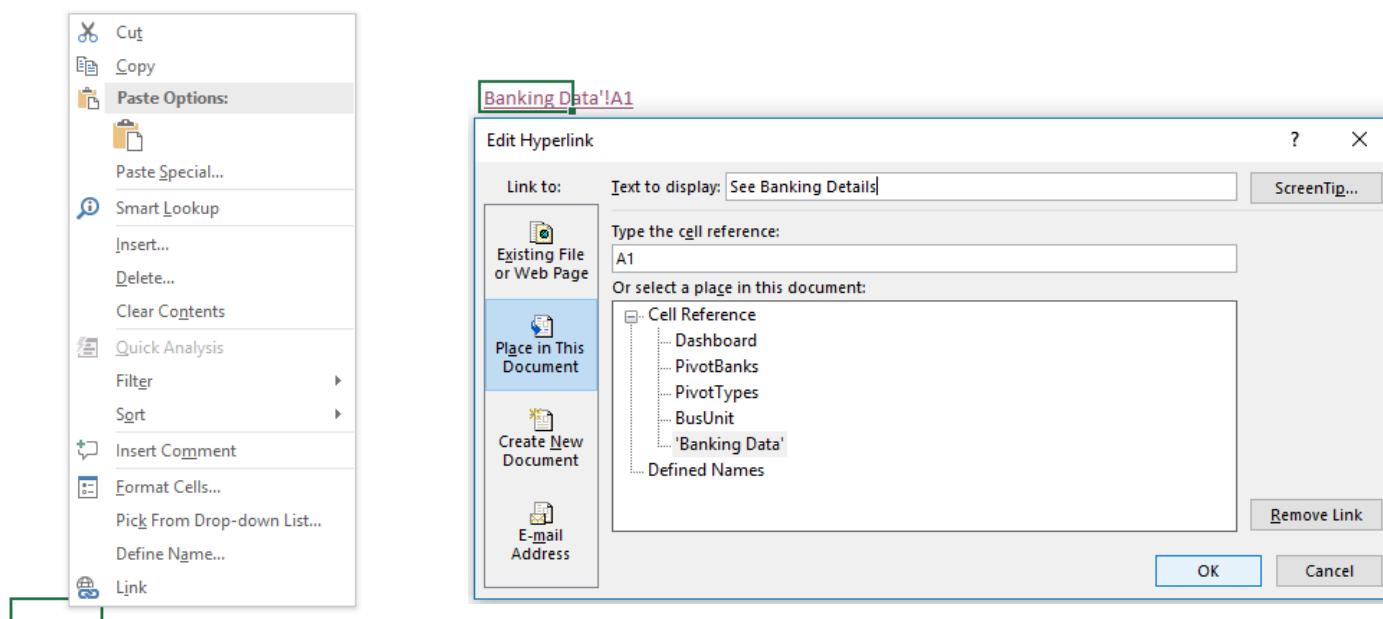 Cut
Copy
Paste Options:
Paste Special...
Smart Lookup
Insert...
Delete...
Clear Contents
Quick Analysis
Filter
Sort
Insert Comment
Format Cells...
Pick From Drop-down List...
Define Name...
Link
Banking Data'!A1
Edit Hyperlink
?
Link to:
Text to display: See Banking Details
ScreenTip...
Existing File
or Web Page
Place in This
Document
Create New
Document
E-mail
Address
Type the cell reference:
A1
Or select a place in this document:
Cell Reference
Dashboard
PivotBanks
PivotTypes
BusUnit
'Banking Data'
Defined Names
Remove Link
OK
Cancel